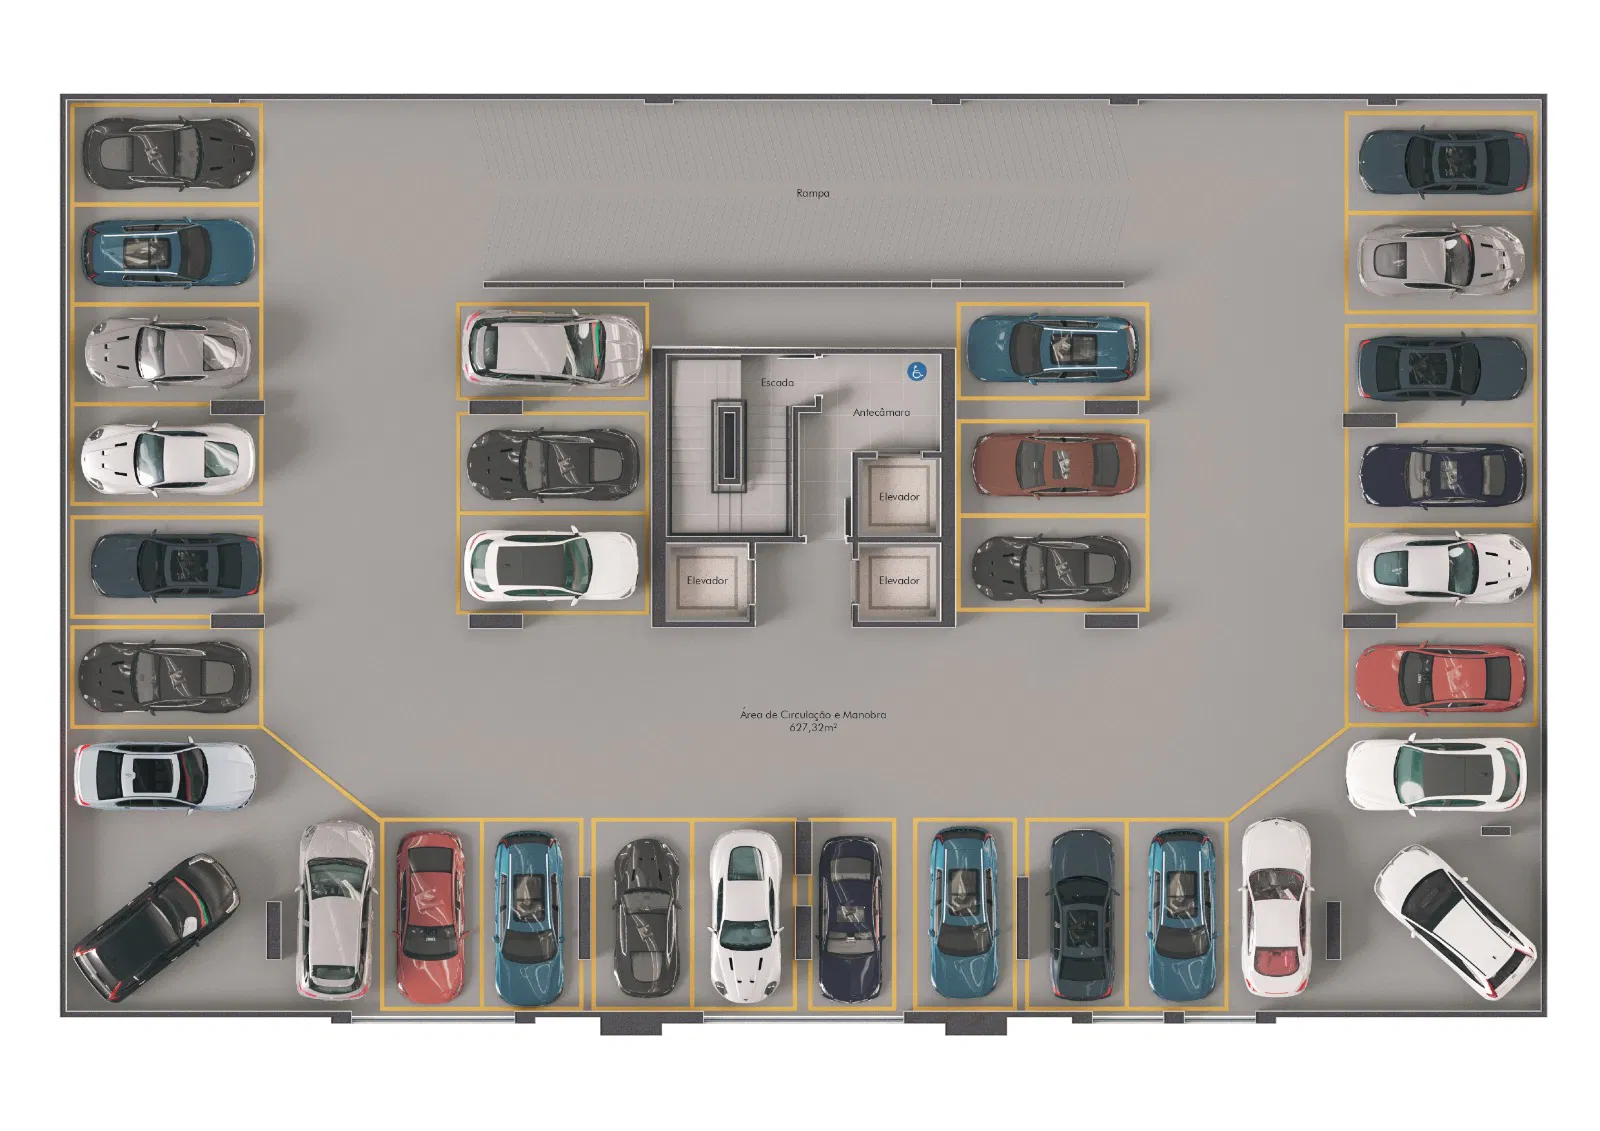 Rampa
Escada
Antecâmara
Elevador
Elevador
Elevador
Área de Circulação e Manobra
627,32m²